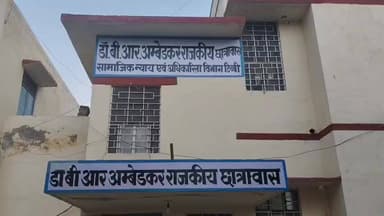 डॉ. बी. आर. अम्बेडकर राजकीय छात्रावास
सामाजिक न्याय एवं अधिकारिता विभाग टिब्बी
डॉ बी आर अम्बेडकर राजकीय छात्रावास